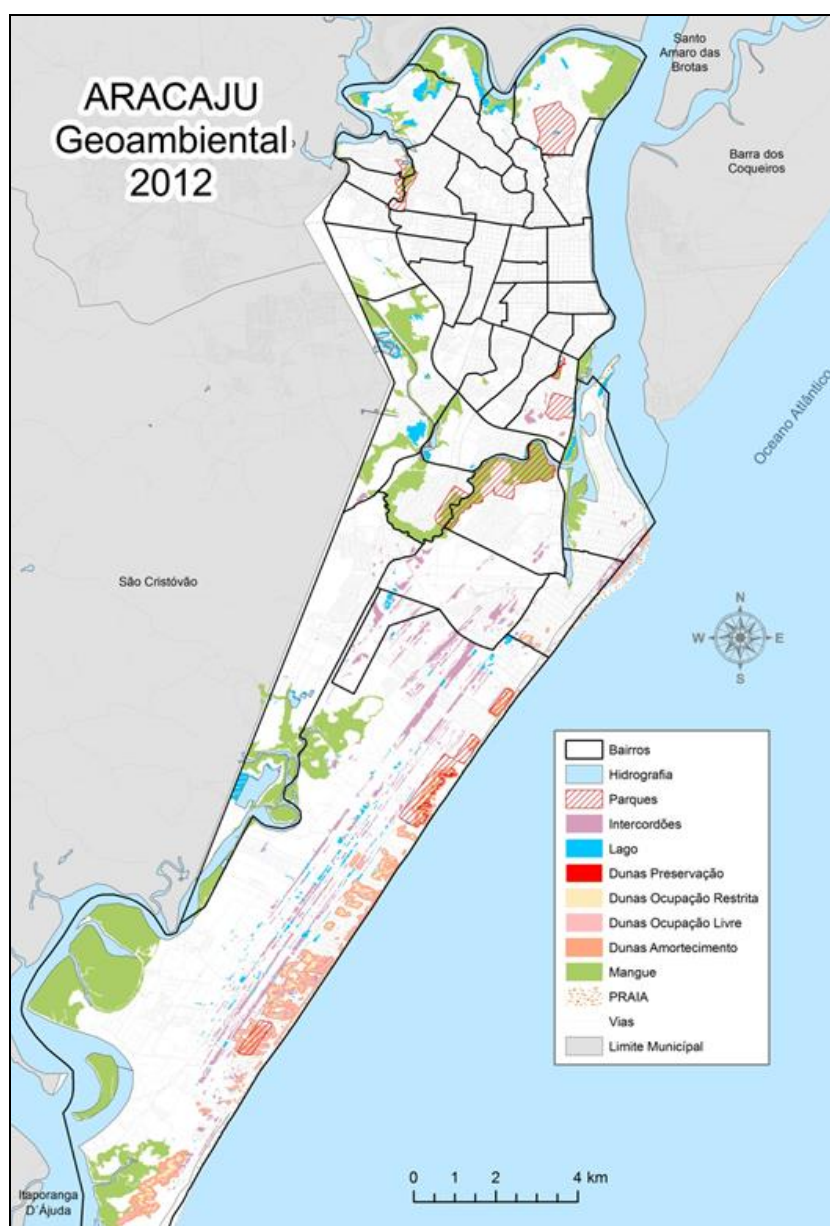 ARACAJU
Geoambiental
2012
Santo
Amaro das
Brotas
Barra dos
Coqueiros
Oceano Atlântico
São Cristóvão
N
W
E
S
Bairros
Hidrografia
Parques
Intercordões
Lago
Dunas Preservação
Dunas Ocupação Restrita
Dunas Ocupação Livre
Dunas Amortecimento
Mangue
PRAIA
Vias
Limite Municipal
0 1 2 4 km
Itaporanga
D´Ájuda